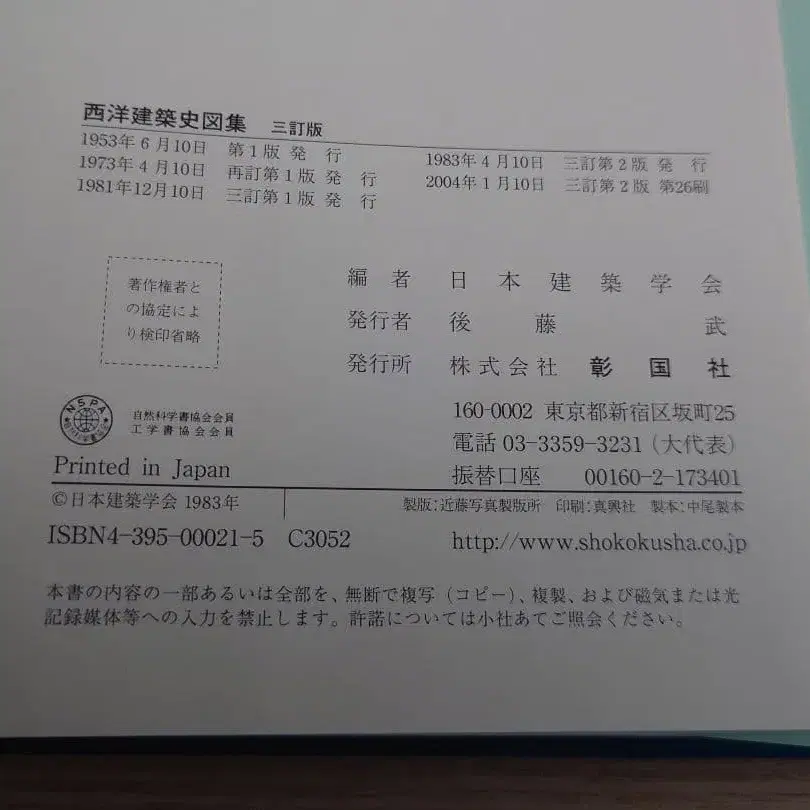 西洋建築史図集 三訂版
1953年6月10日 第1版 発行
1973年4月10日 再訂第1版 発行
1981年12月10日 三訂第1版 発行
1983年4月10日 三訂第2版 発行
2004年1月10日 三訂第2版 第26刷
著作権者と
の協定によ
り検印省略
編者 日本建築学会
発行者 後藤武
発行所 株式会社 彰国社
NSPA
自然科学書協会会員
工学書協会会員
160-0002 東京都新宿区坂町25
電話 03-3359-3231(大代表)
振替口座 00160-2-173401
Printed in Japan
©日本建築学会 1983年
製版:近藤写真製版所 印刷:真興社 製本:中尾製本
ISBN4-395-00021-5 C3052
http://www.shokokusha.co.jp
本書の内容の一部あるいは全部を、無断で複写(コピー)、複製、および磁気または光
記録媒体等への入力を禁止します。許諾については小社あてご照会ください。